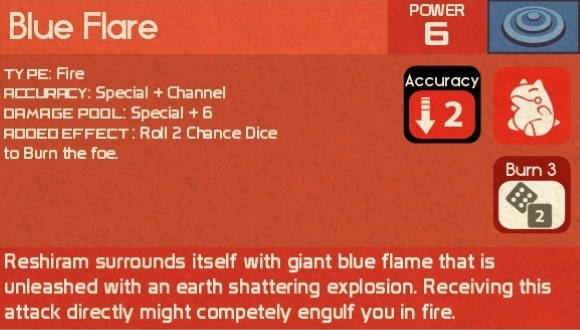 Blue Flare
POWER
6
TYPE: Fire
ACCURACY: Special + Channel
DAMAGE POOL: Special + 6
ADDED EFFECT: Roll 2 Chance Dice
to Burn the foe.
Accuracy
2
Burn 3
2
Reshiram surrounds itself with giant blue flame that is
unleashed with an earth shattering explosion. Receiving this
attack directly might competely engulf you in fire.